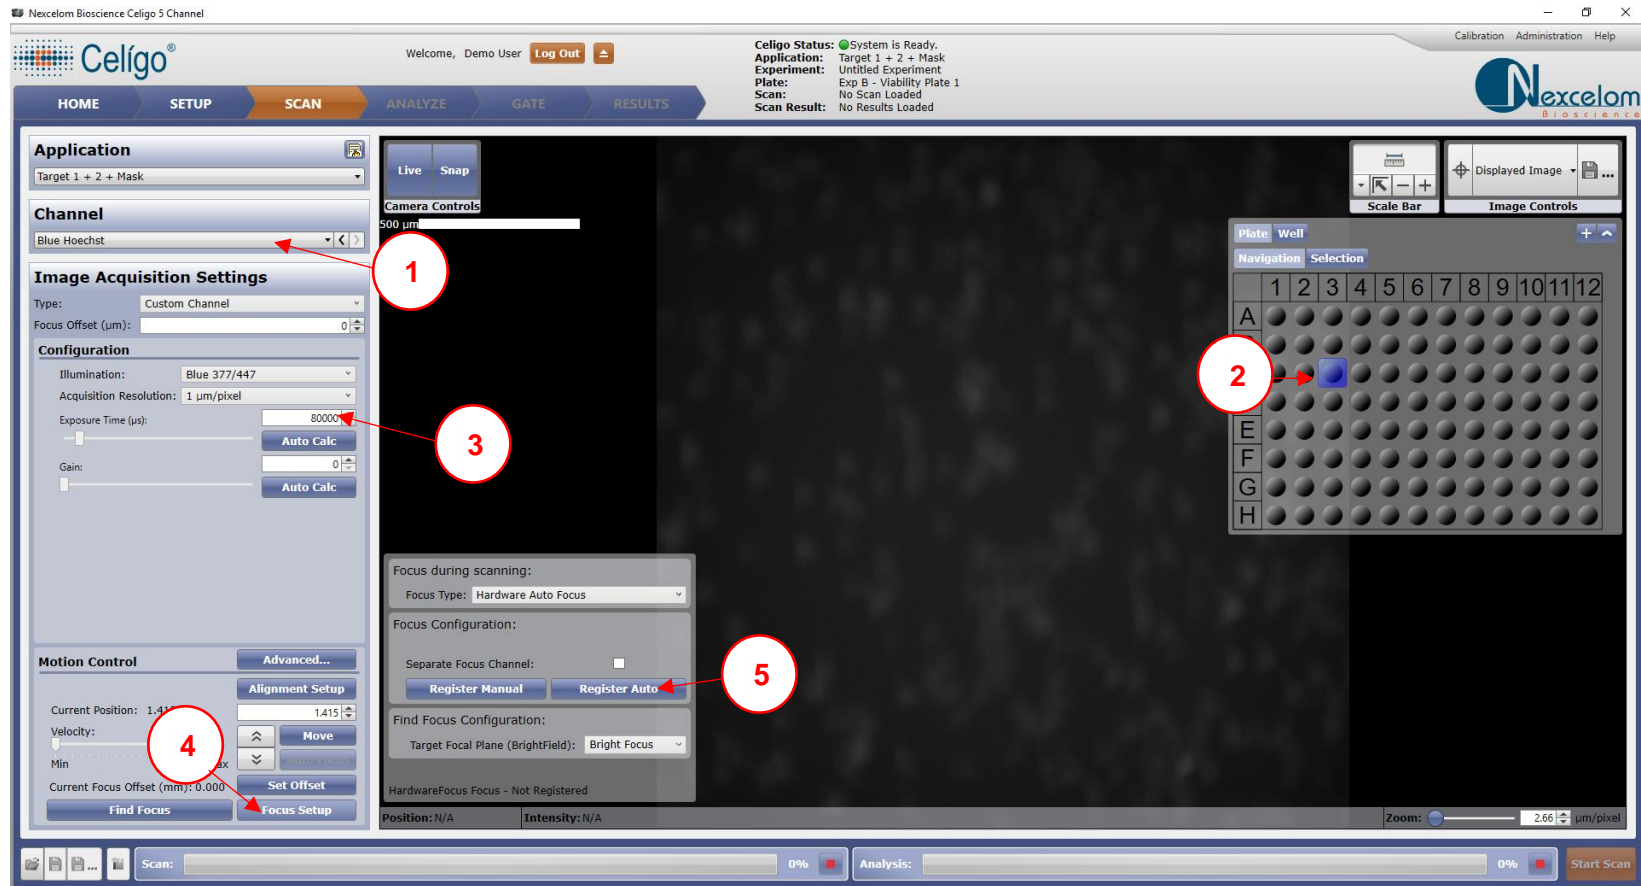 Nexcelom Bioscience Celigo 5 Channel
Celígo®
Welcome, Demo User Log Out
Celigo Status: System is Ready.
Application: Target 1 + 2 + Mask
Experiment: Untitled Experiment
Plate: Exp B - Viability Plate 1
Scan: No Scan Loaded
Scan Result: No Results Loaded
Calibration Administration Help
Nexcelom
Bioscience
HOME SETUP SCAN ANALYZE GATE RESULTS
Application
Target 1 + 2 + Mask
Channel
Blue Hoechst
Image Acquisition Settings
Type: Custom Channel
Focus Offset (µm): 0
Configuration
Illumination: Blue 377/447
Acquisition Resolution: 1 µm/pixel
Exposure Time (µs): 80000
Auto Calc
Gain: 0
Auto Calc
Motion Control Advanced...
Alignment Setup
Current Position: 1.415
Velocity: Move
Min
Current Focus Offset (mm): 0.000 Set Offset
Find Focus Focus Setup
Live Snap
Camera Controls
500 µm
1
2
3
4
5
Scale Bar
Displayed Image ...
Image Controls
Plate Well
Navigation Selection
1 2 3 4 5 6 7 8 9 10 11 12
A
E
F
G
H
Focus during scanning:
Focus Type: Hardware Auto Focus
Focus Configuration:
Separate Focus Channel:
Register Manual Register Auto
Find Focus Configuration:
Target Focal Plane (BrightField): Bright Focus
HardwareFocus Focus - Not Registered
Position: N/A Intensity: N/A Zoom: 2.66 µm/pixel
... Scan: 0% Analysis: 0% Start Scan